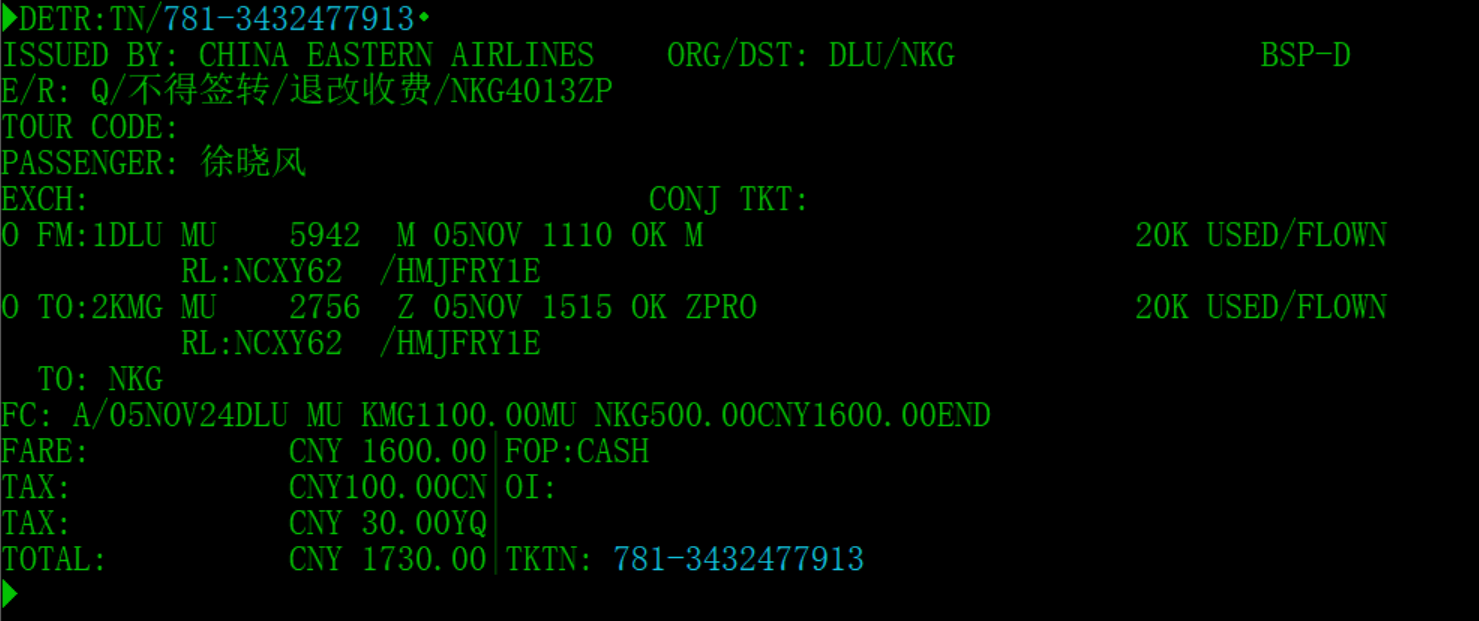 ▶DETR:TN/781-3432477913
ISSUED BY: CHINA EASTERN AIRLINES    ORG/DST: DLU/NKG                 BSP-D
E/R: Q/不得签转/退改收费/NKG4013ZP
TOUR CODE:
PASSENGER: 徐晓风
EXCH:                               CONJ TKT:
O FM:1DLU MU    5942  M 05NOV 1110 OK M                        20K USED/FLOWN
          RL:NCXY62  /HMJFRY1E
O TO:2KMG MU    2756  Z 05NOV 1515 OK ZPRO                     20K USED/FLOWN
          RL:NCXY62  /HMJFRY1E
  TO: NKG
FC: A/05NOV24DLU MU KMG1100.00MU NKG500.00CNY1600.00END
FARE:           CNY 1600.00 FOP:CASH
TAX:            CNY100.00CN OI:
TAX:            CNY 30.00YQ
TOTAL:          CNY 1730.00 TKTN: 781-3432477913
▶